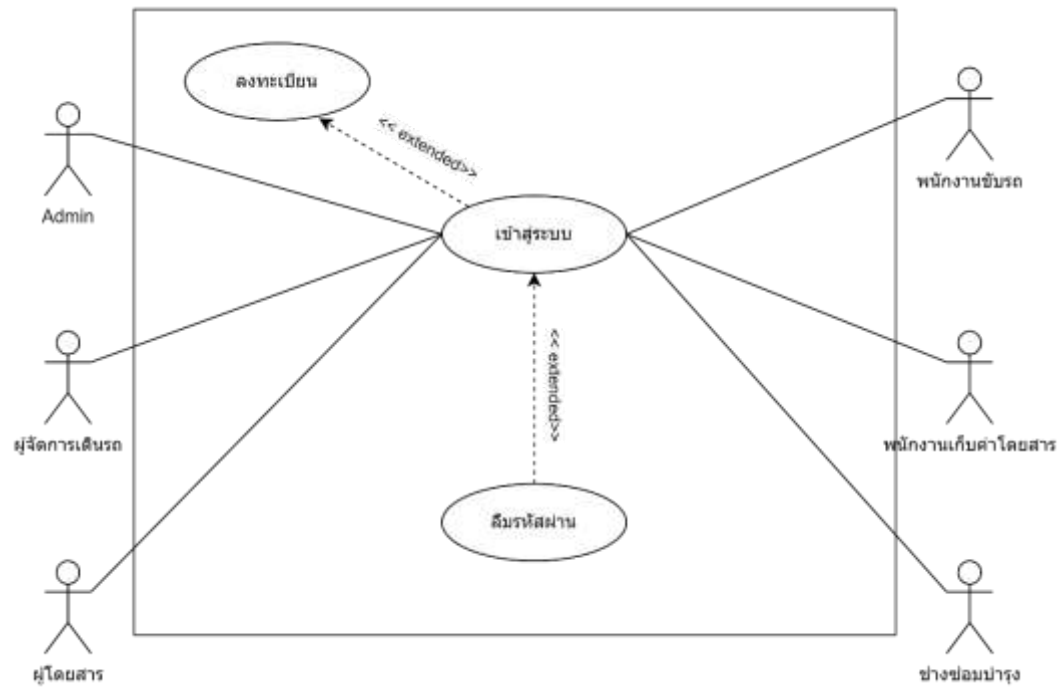 ลงทะเบียน
<< extended>>
พนักงานขับรถ
Admin
เข้าสู่ระบบ
<< extended>>
ผู้จัดการเดินรถ
พนักงานเก็บค่าโดยสาร
ลืมรหัสผ่าน
ผู้โดยสาร
ช่างซ่อมบำรุง